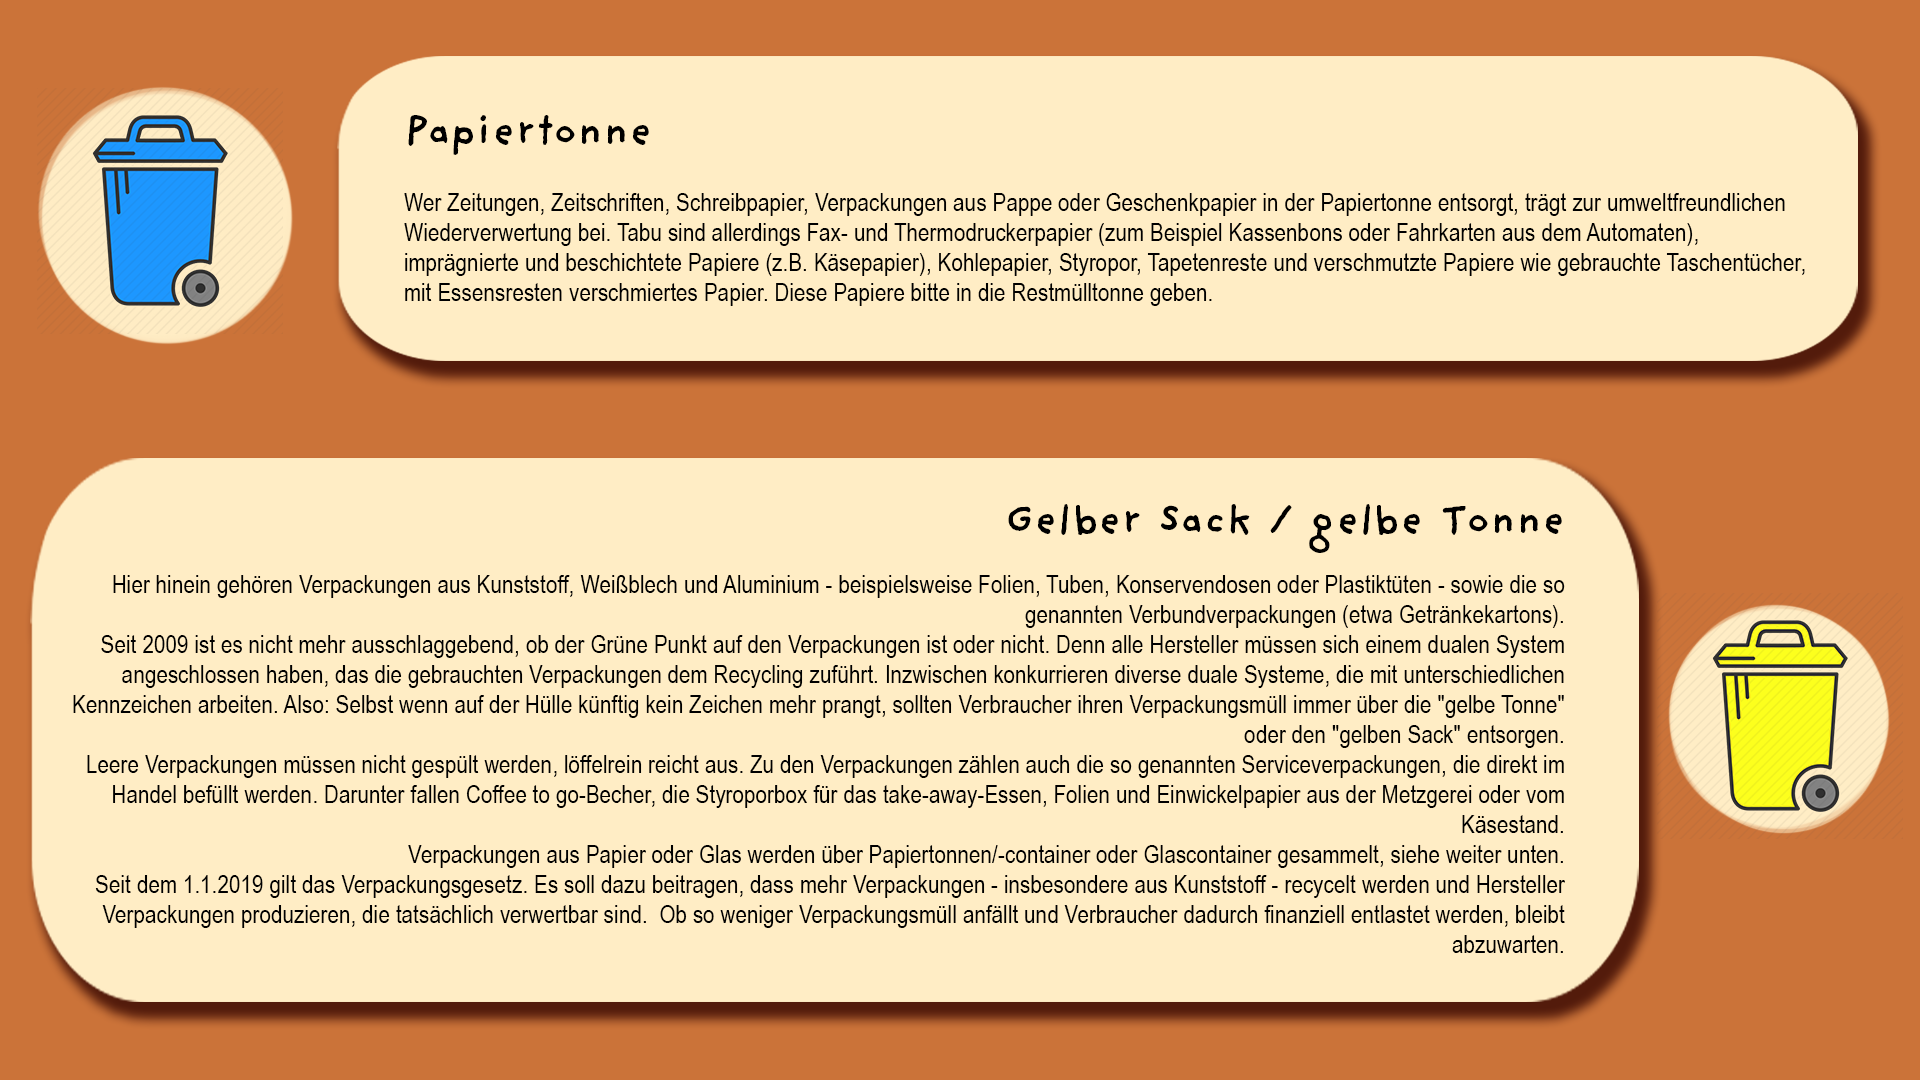 Papiertonne
Wer Zeitungen, Zeitschriften, Schreibpapier, Verpackungen aus Pappe oder Geschenkpapier in der Papiertonne entsorgt, trägt zur umweltfreundlichen
Wiederverwertung bei. Tabu sind allerdings Fax- und Thermodruckerpapier (zum Beispiel Kassenbons oder Fahrkarten aus dem Automaten),
imprägnierte und beschichtete Papiere (z.B. Käsepapier), Kohlepapier, Styropor, Tapetenreste und verschmutzte Papiere wie gebrauchte Taschentücher,
mit Essensresten verschmiertes Papier. Diese Papiere bitte in die Restmülltonne geben.
Gelber Sack / gelbe Tonne
Hier hinein gehören Verpackungen aus Kunststoff, Weißblech und Aluminium - beispielsweise Folien, Tuben, Konservendosen oder Plastiktüten - sowie die so
genannten Verbundverpackungen (etwa Getränkekartons).
Seit 2009 ist es nicht mehr ausschlaggebend, ob der Grüne Punkt auf den Verpackungen ist oder nicht. Denn alle Hersteller müssen sich einem dualen System
angeschlossen haben, das die gebrauchten Verpackungen dem Recycling zuführt. Inzwischen konkurrieren diverse duale Systeme, die mit unterschiedlichen
Kennzeichen arbeiten. Also: Selbst wenn auf der Hülle künftig kein Zeichen mehr prangt, sollten Verbraucher ihren Verpackungsmüll immer über die "gelbe Tonne"
oder den "gelben Sack" entsorgen.
Leere Verpackungen müssen nicht gespült werden, löffelrein reicht aus. Zu den Verpackungen zählen auch die so genannten Serviceverpackungen, die direkt im
Handel befüllt werden. Darunter fallen Coffee to go-Becher, die Styroporbox für das take-away-Essen, Folien und Einwickelpapier aus der Metzgerei oder vom
Käsestand.
Verpackungen aus Papier oder Glas werden über Papiertonnen/-container oder Glascontainer gesammelt, siehe weiter unten.
Seit dem 1.1.2019 gilt das Verpackungsgesetz. Es soll dazu beitragen, dass mehr Verpackungen - insbesondere aus Kunststoff - recycelt werden und Hersteller
Verpackungen produzieren, die tatsächlich verwertbar sind.  Ob so weniger Verpackungsmüll anfällt und Verbraucher dadurch finanziell entlastet werden, bleibt
abzuwarten.